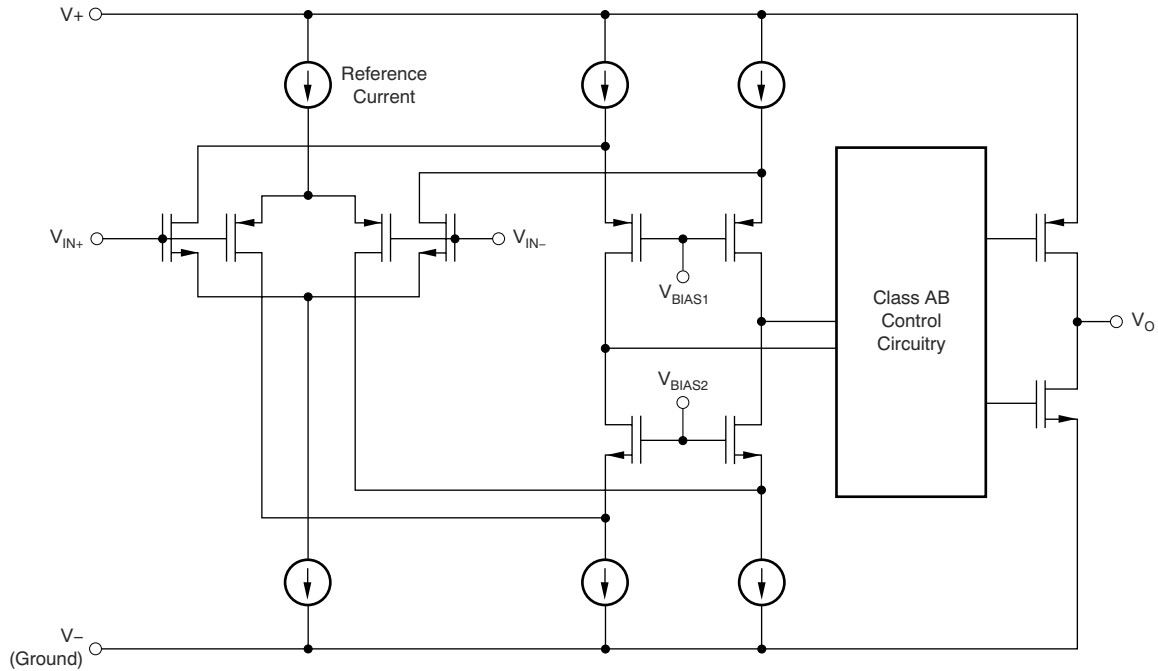 V+
Reference
Current
V_IN+
V_IN−
V_BIAS1
V_BIAS2
Class AB
Control
Circuitry
V_O
V−
(Ground)